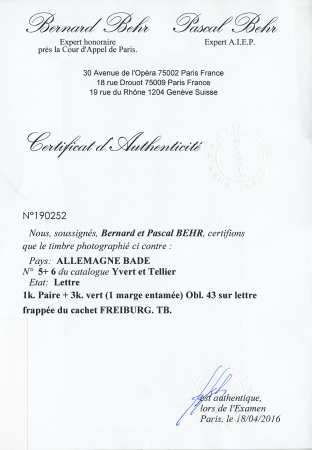 Bernard Behr Pascal Behr
Expert honoraire Expert A.I.E.P.
près la Cour d'Appel de Paris.
30 Avenue de l'Opéra 75002 Paris France
18 rue Drouot 75009 Paris France
19 rue du Rhône 1204 Genève Suisse
Certificat d'Authenticité
N°190252
Nous, soussignés, Bernard et Pascal BEHR, certifions
que le timbre photographié ci contre :
Pays: ALLEMAGNE BADE
N° 5+ 6 du catalogue Yvert et Tellier
Etat: Lettre
1k. Paire + 3k. vert (1 marge entamée) Obl. 43 sur lettre
frappée du cachet FREIBURG. TB.
est authentique,
lors de l'Examen
Paris, le 18/04/2016